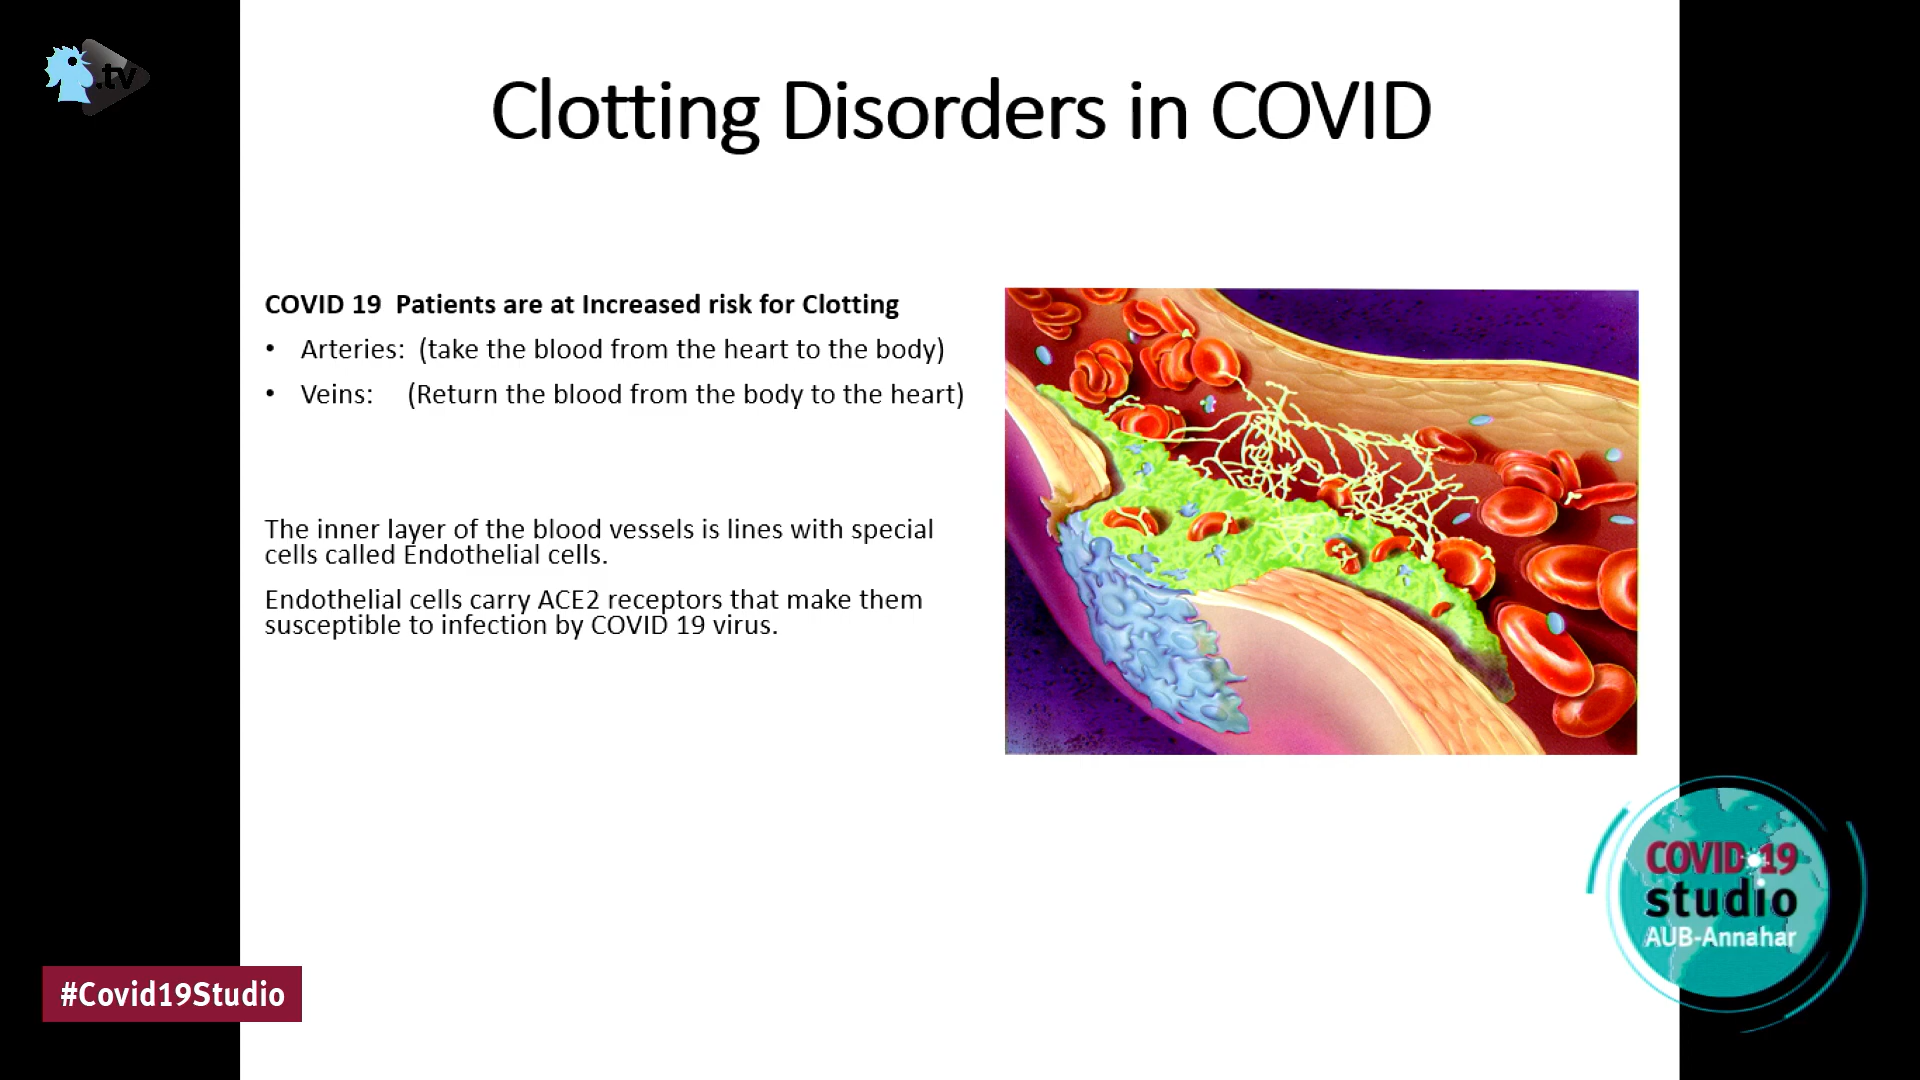 .tv
Clotting Disorders in COVID
COVID 19  Patients are at Increased risk for Clotting
• Arteries:  (take the blood from the heart to the body)
• Veins:     (Return the blood from the body to the heart)
The inner layer of the blood vessels is lines with special
cells called Endothelial cells.
Endothelial cells carry ACE2 receptors that make them
susceptible to infection by COVID 19 virus.
COVID 19
studio
AUB-Annahar
#Covid19Studio